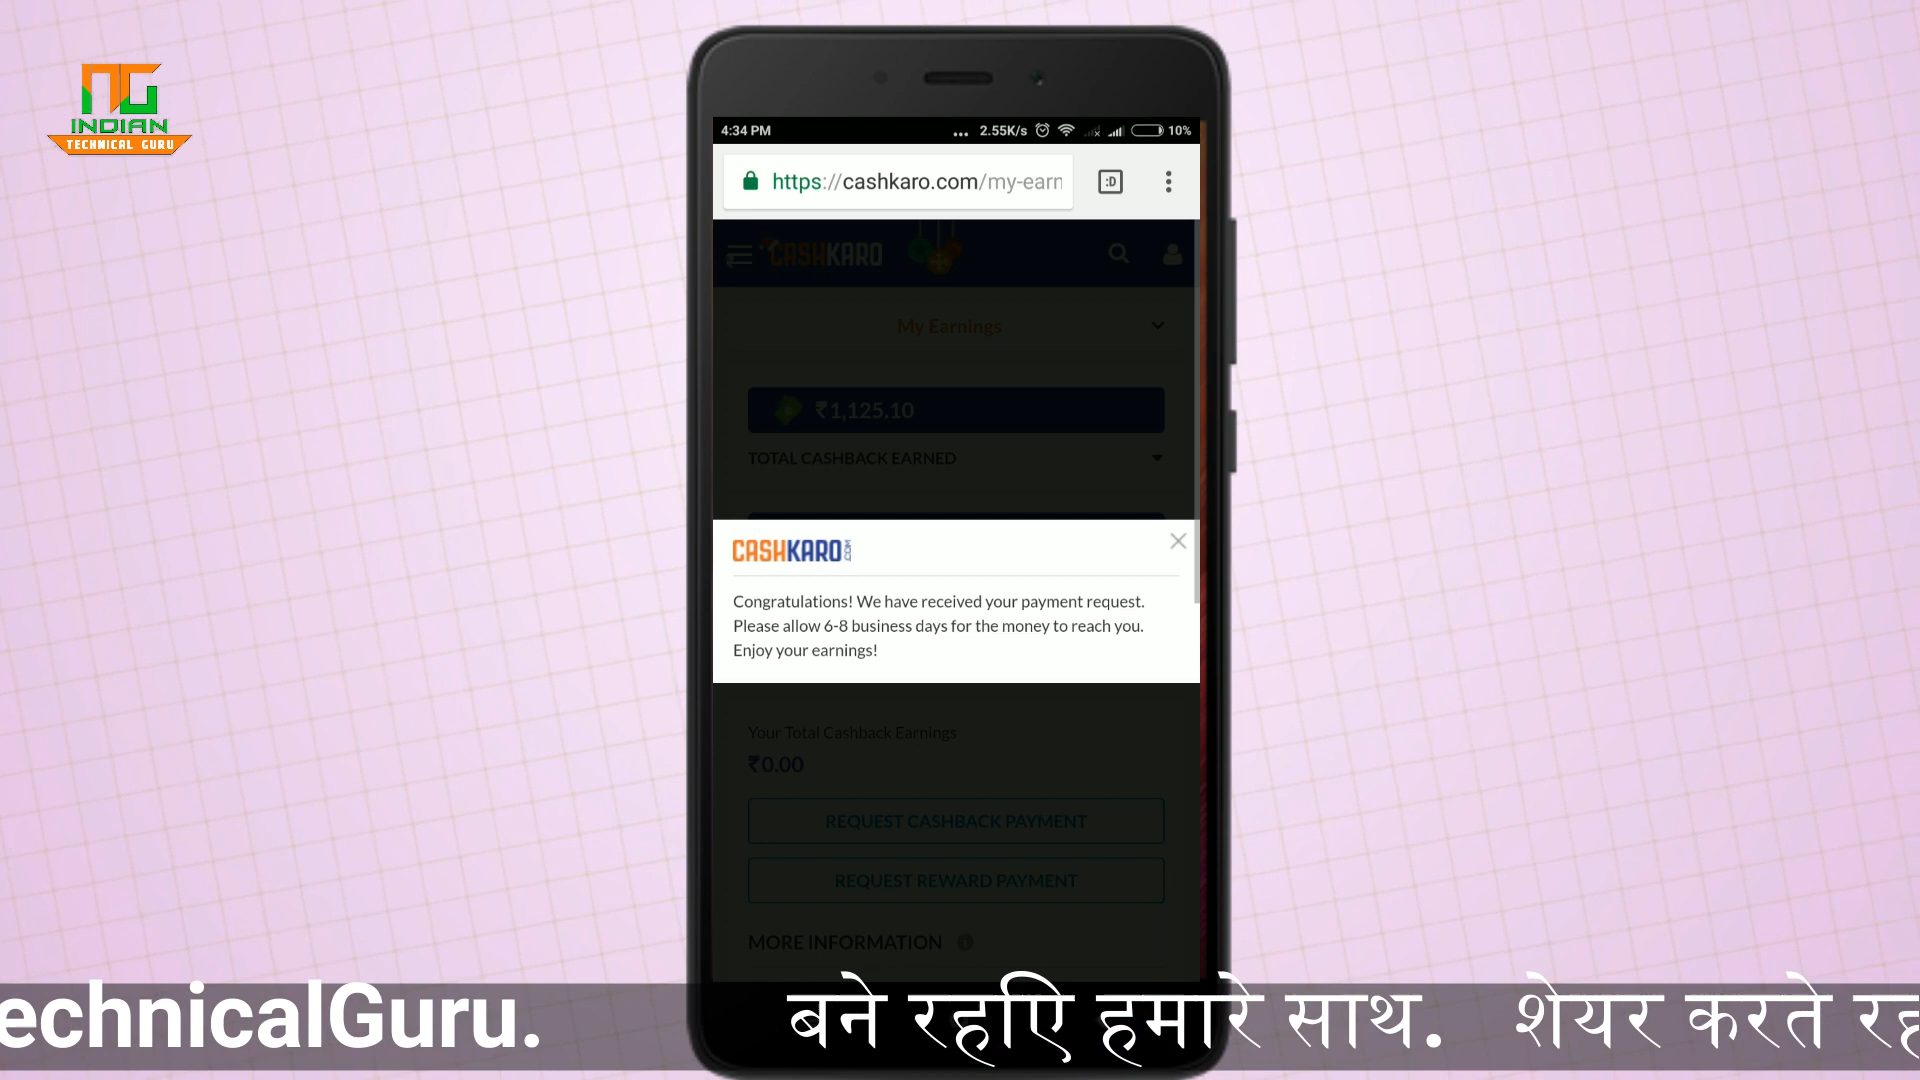 INDIAN
TECHNICAL GURU
4:34 PM
2.55K/s
10%
https://cashkaro.com/my-earn
:D
CASHKARO
My Earnings
₹1,125.10
TOTAL CASHBACK EARNED
CASHKARO.COM
Congratulations! We have received your payment request.
Please allow 6-8 business days for the money to reach you.
Enjoy your earnings!
Your Total Cashback Earnings
₹0.00
REQUEST CASHBACK PAYMENT
REQUEST REWARD PAYMENT
MORE INFORMATION
echnicalGuru. बने रहिए हमारे साथ. शेयर करते रह